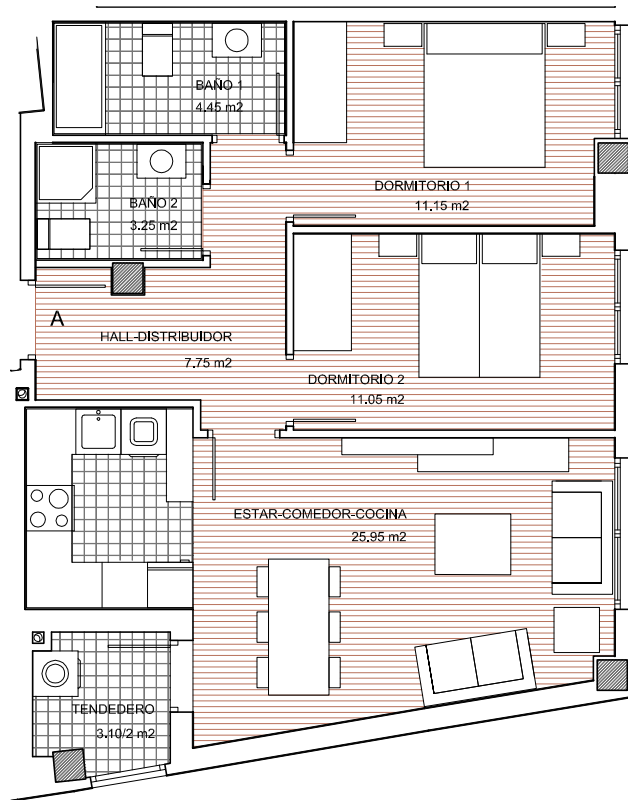 BAÑO 1
4.45 m2
DORMITORIO 1
11.15 m2
BAÑO 2
3.25 m2
A
HALL-DISTRIBUIDOR
7.75 m2
DORMITORIO 2
11.05 m2
ESTAR-COMEDOR-COCINA
25.95 m2
TENDEDERO
3.10/2 m2